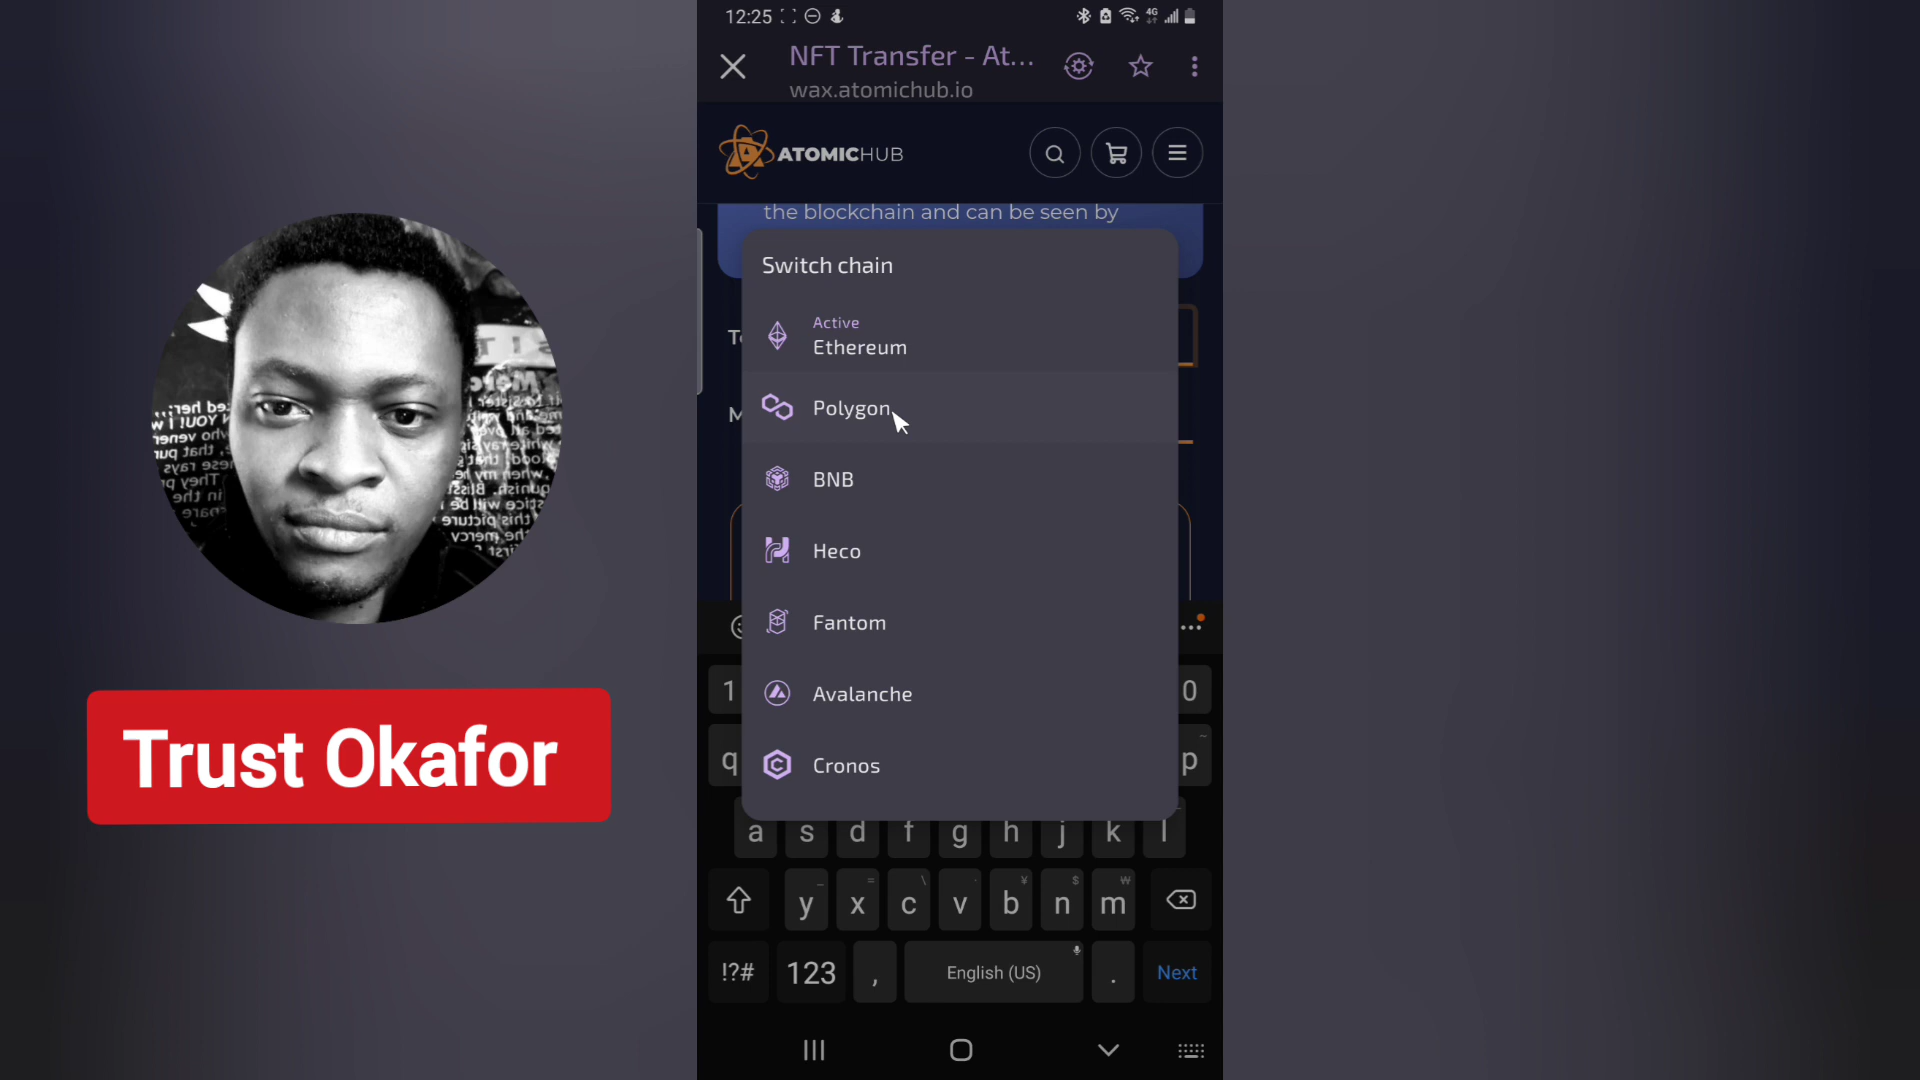 12:25
4G
NFT Transfer - At...
wax.atomichub.io
ATOMICHUB
the blockchain and can be seen by
Switch chain
Active
Ethereum
Polygon
BNB
Heco
Fantom
Avalanche
Cronos
Trust Okafor
1 0
q p
a s d f g h j k l
y x c v b n m
!?# 123 , English (US) . Next